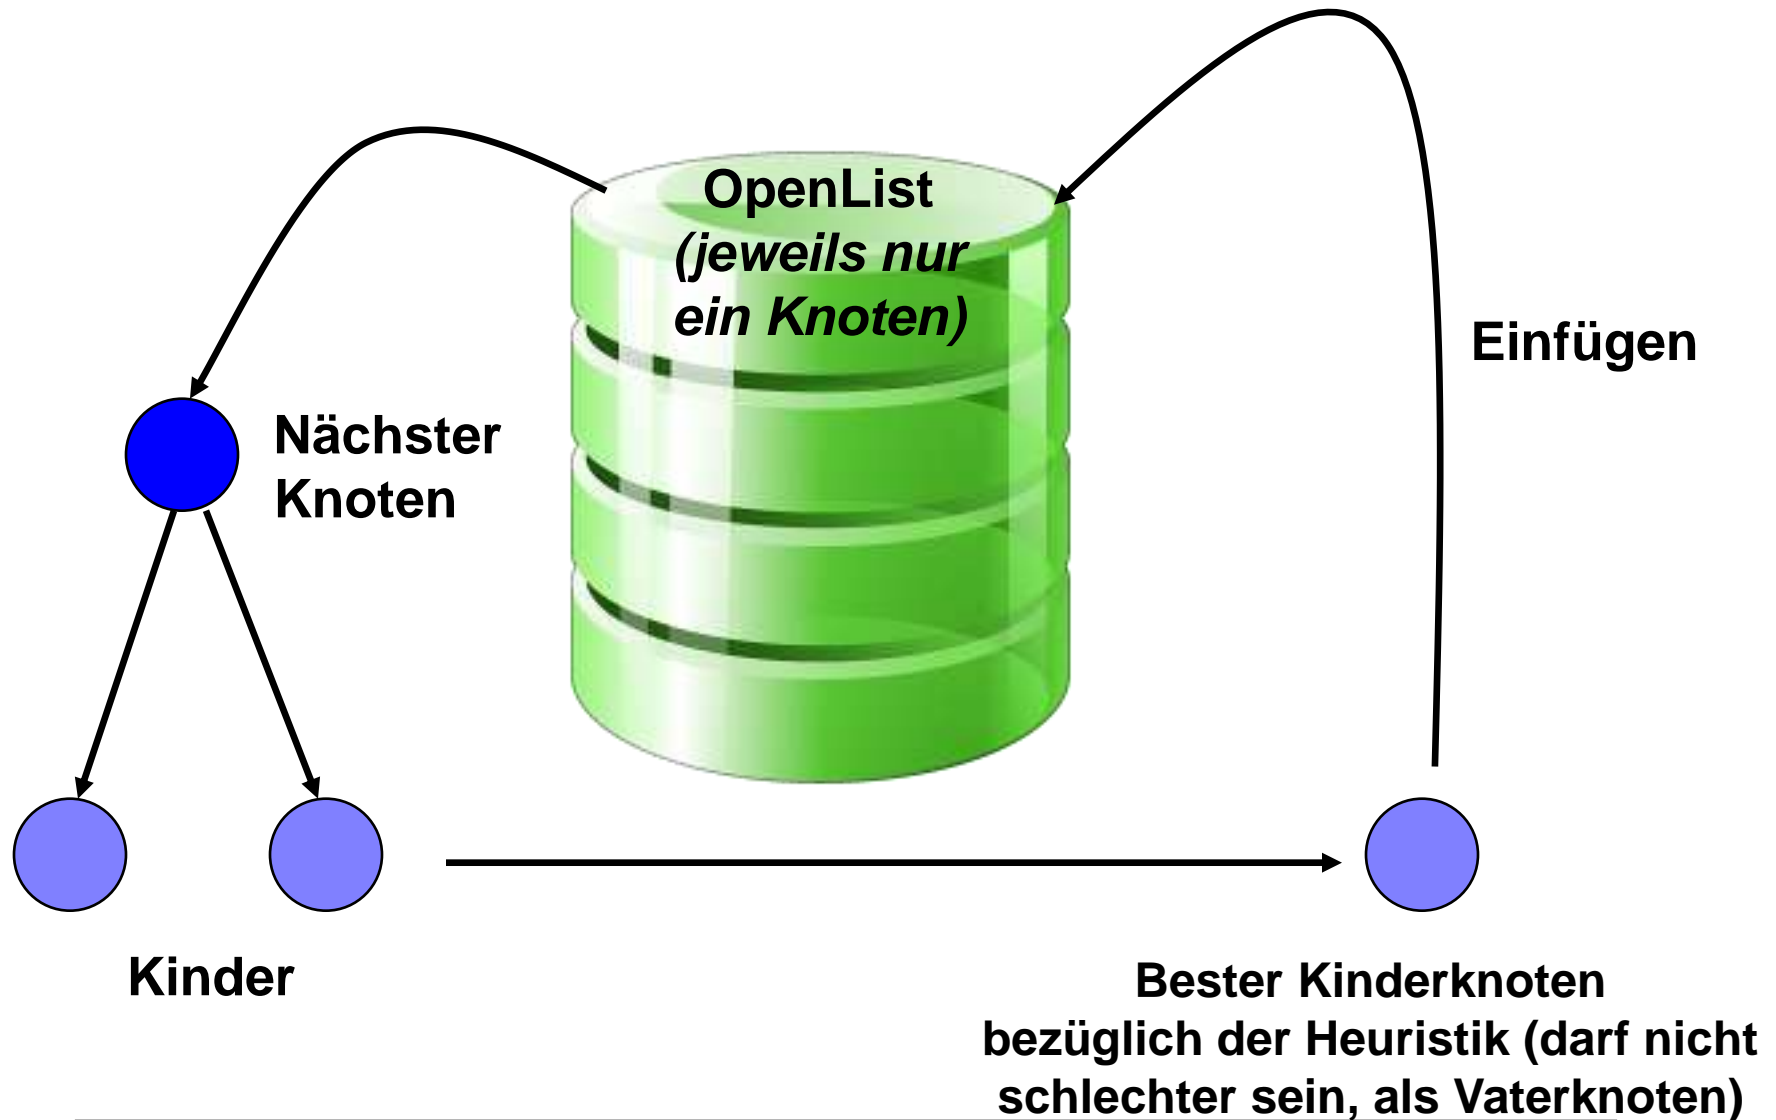 OpenList
(jeweils nur
ein Knoten)
Einfügen
Nächster
Knoten
Kinder
Bester Kinderknoten
bezüglich der Heuristik (darf nicht
schlechter sein, als Vaterknoten)